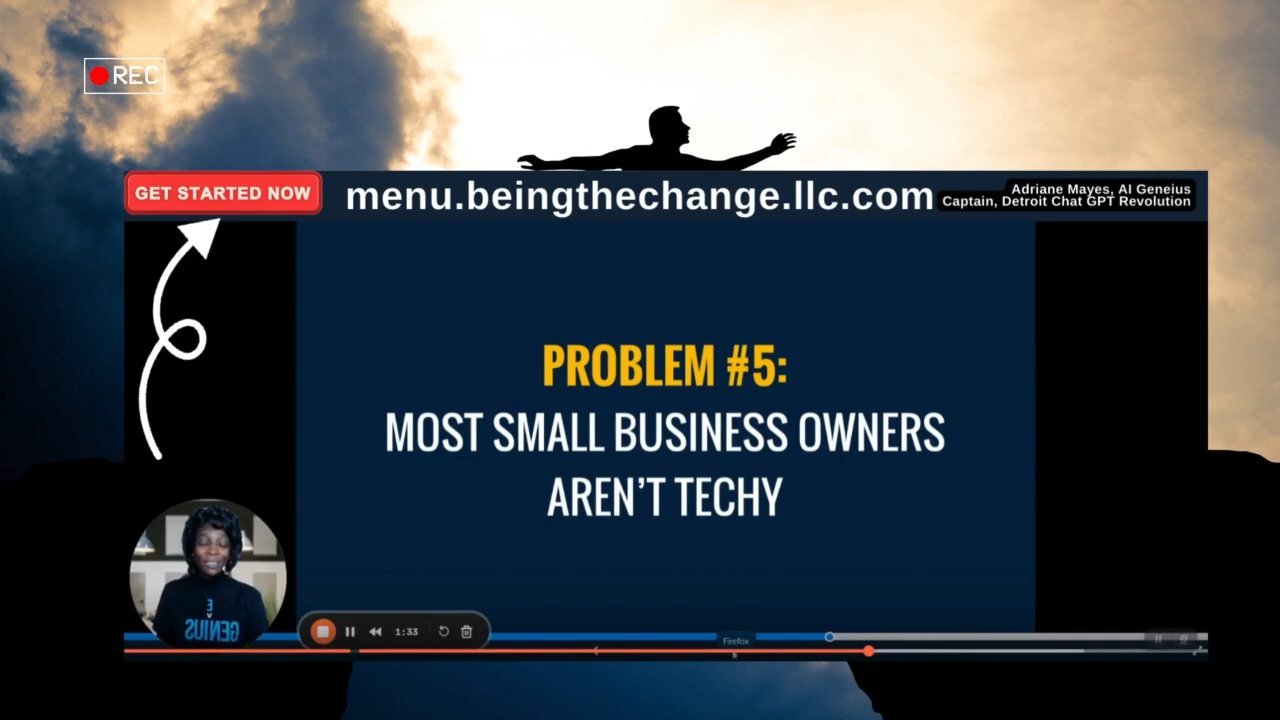 REC
GET STARTED NOW
menu.beingthechange.llc.com
Adriane Mayes, AI Geneius
Captain, Detroit Chat GPT Revolution
PROBLEM #5:
MOST SMALL BUSINESS OWNERS
AREN'T TECHY
GENIUS
1:33
Firefox